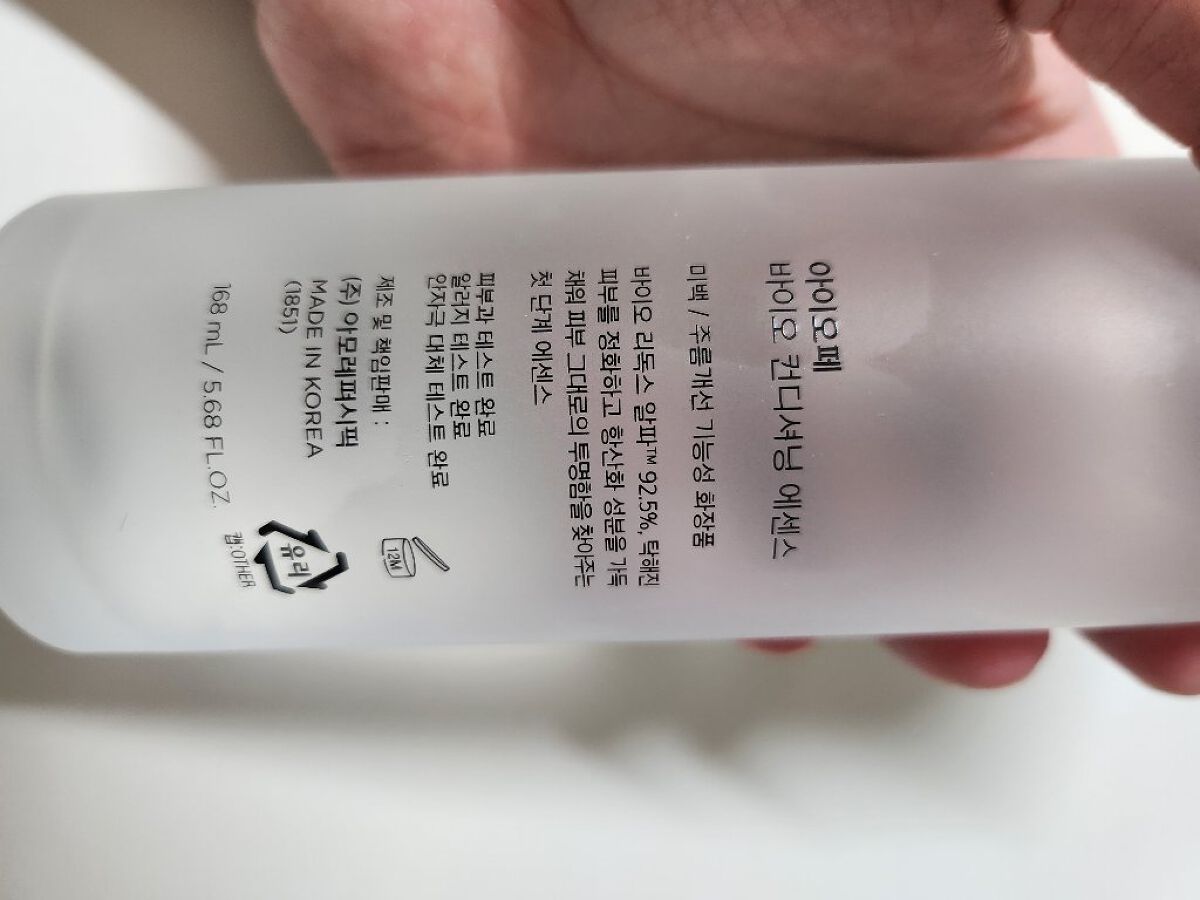 아이오페
바이오 컨디셔닝 에센스
미백 / 주름개선 기능성 화장품
바이오 리독스 알파™ 92.5%, 탁해진
피부를 정화하고 항산화 성분을 가득
채워 피부 그대로의 투명함을 찾아주는
첫 단계 에센스
피부과 테스트 완료
알러지 테스트 완료
안자극 대체 테스트 완료
12M
제조 및 책임판매 :
(주) 아모레퍼시픽
MADE IN KOREA
(1851)
유리
캡:OTHER
168 mL / 5.68 FL.OZ.